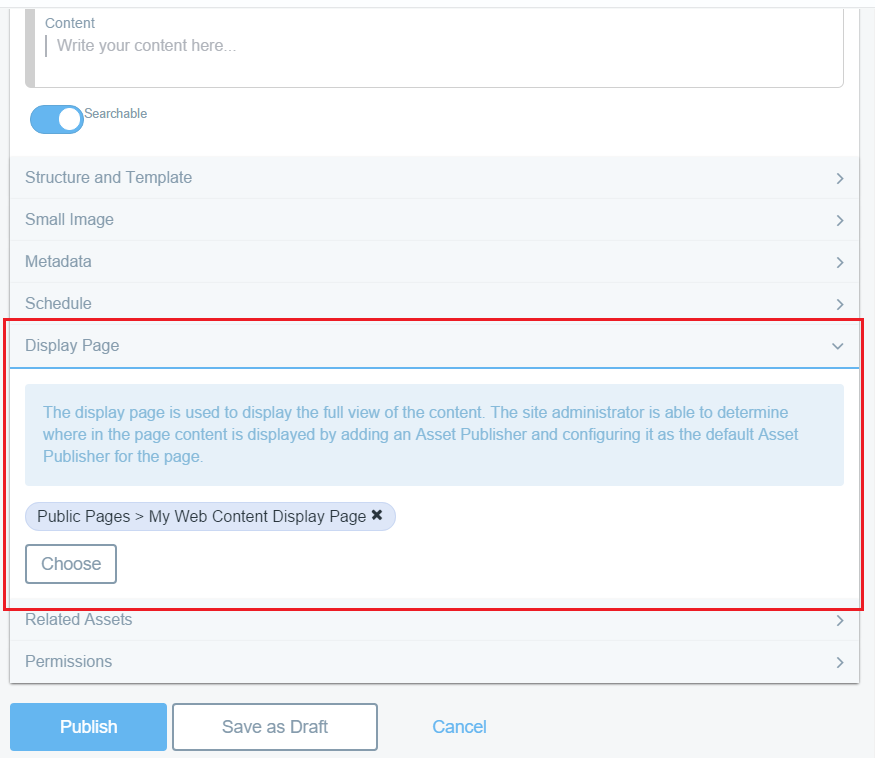 Content
Write your content here...
Searchable
Structure and Template
Small Image
Metadata
Schedule
Display Page
The display page is used to display the full view of the content. The site administrator is able to determine
where in the page content is displayed by adding an Asset Publisher and configuring it as the default Asset
Publisher for the page.
Public Pages > My Web Content Display Page ✖
Choose
Related Assets
Permissions
Publish Save as Draft Cancel